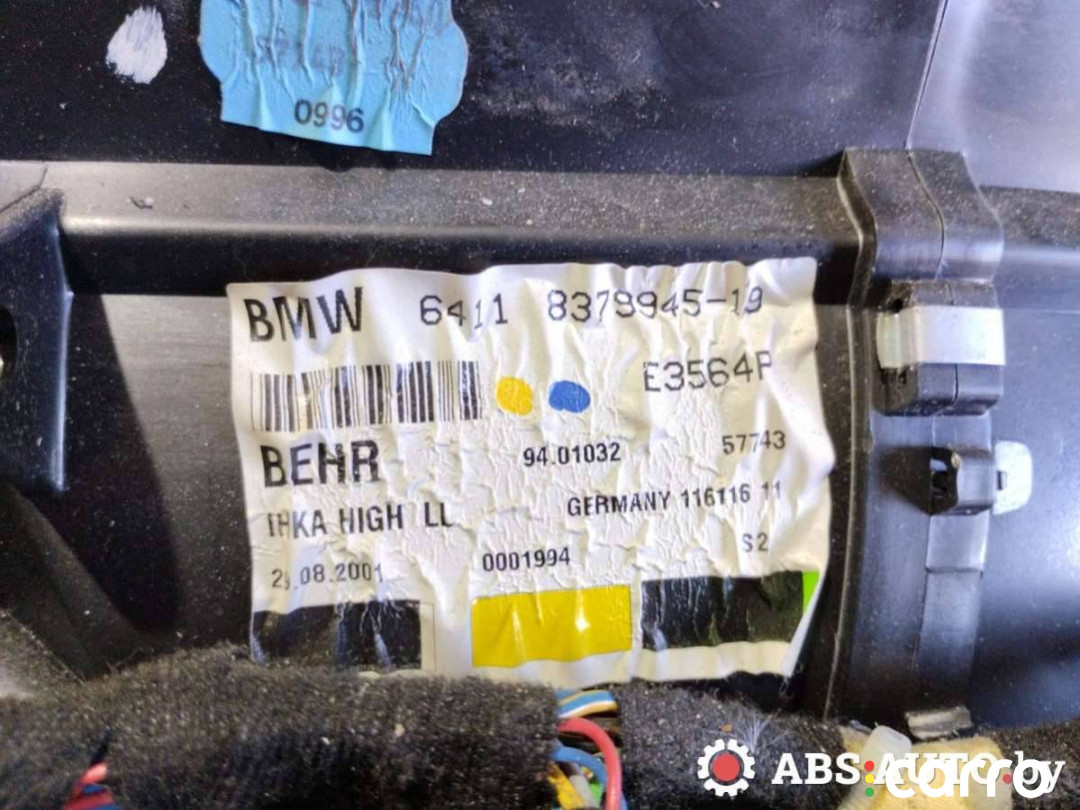 0996
BMW 6411 8379945-19
E3564P
BEHR 94.01032 57743
IHKA HIGH LL GERMANY 116116 11
.08.2001 0001994 S2
ABS-AUTO.by
carro